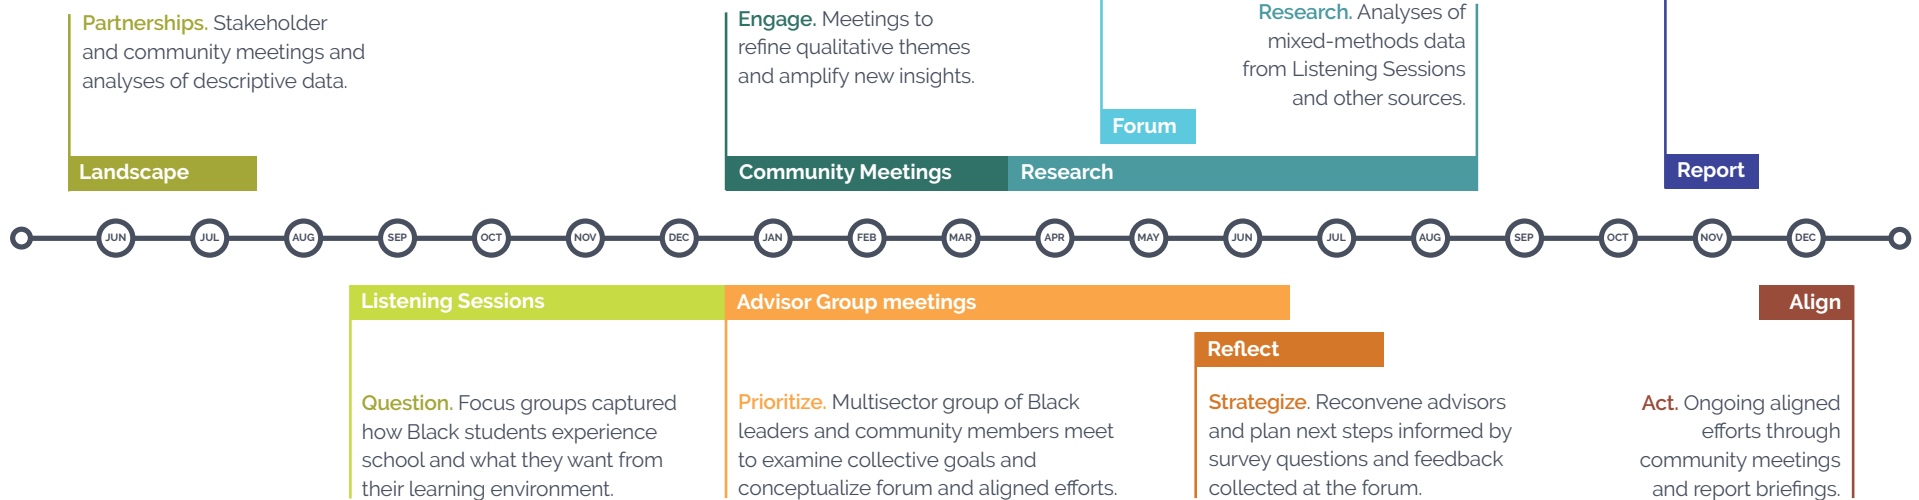 Partnerships. Stakeholder
and community meetings and
analyses of descriptive data.
Landscape
Engage. Meetings to
refine qualitative themes
and amplify new insights.
Community Meetings
Forum
Research. Analyses of
mixed-methods data
from Listening Sessions
and other sources.
Research
Report
JUN
JUL
AUG
SEP
OCT
NOV
DEC
JAN
FEB
MAR
APR
MAY
JUN
JUL
AUG
SEP
OCT
NOV
DEC
Listening Sessions
Question. Focus groups captured
how Black students experience
school and what they want from
their learning environment.
Advisor Group meetings
Prioritize. Multisector group of Black
leaders and community members meet
to examine collective goals and
conceptualize forum and aligned efforts.
Reflect
Strategize. Reconvene advisors
and plan next steps informed by
survey questions and feedback
collected at the forum.
Align
Act. Ongoing aligned
efforts through
community meetings
and report briefings.